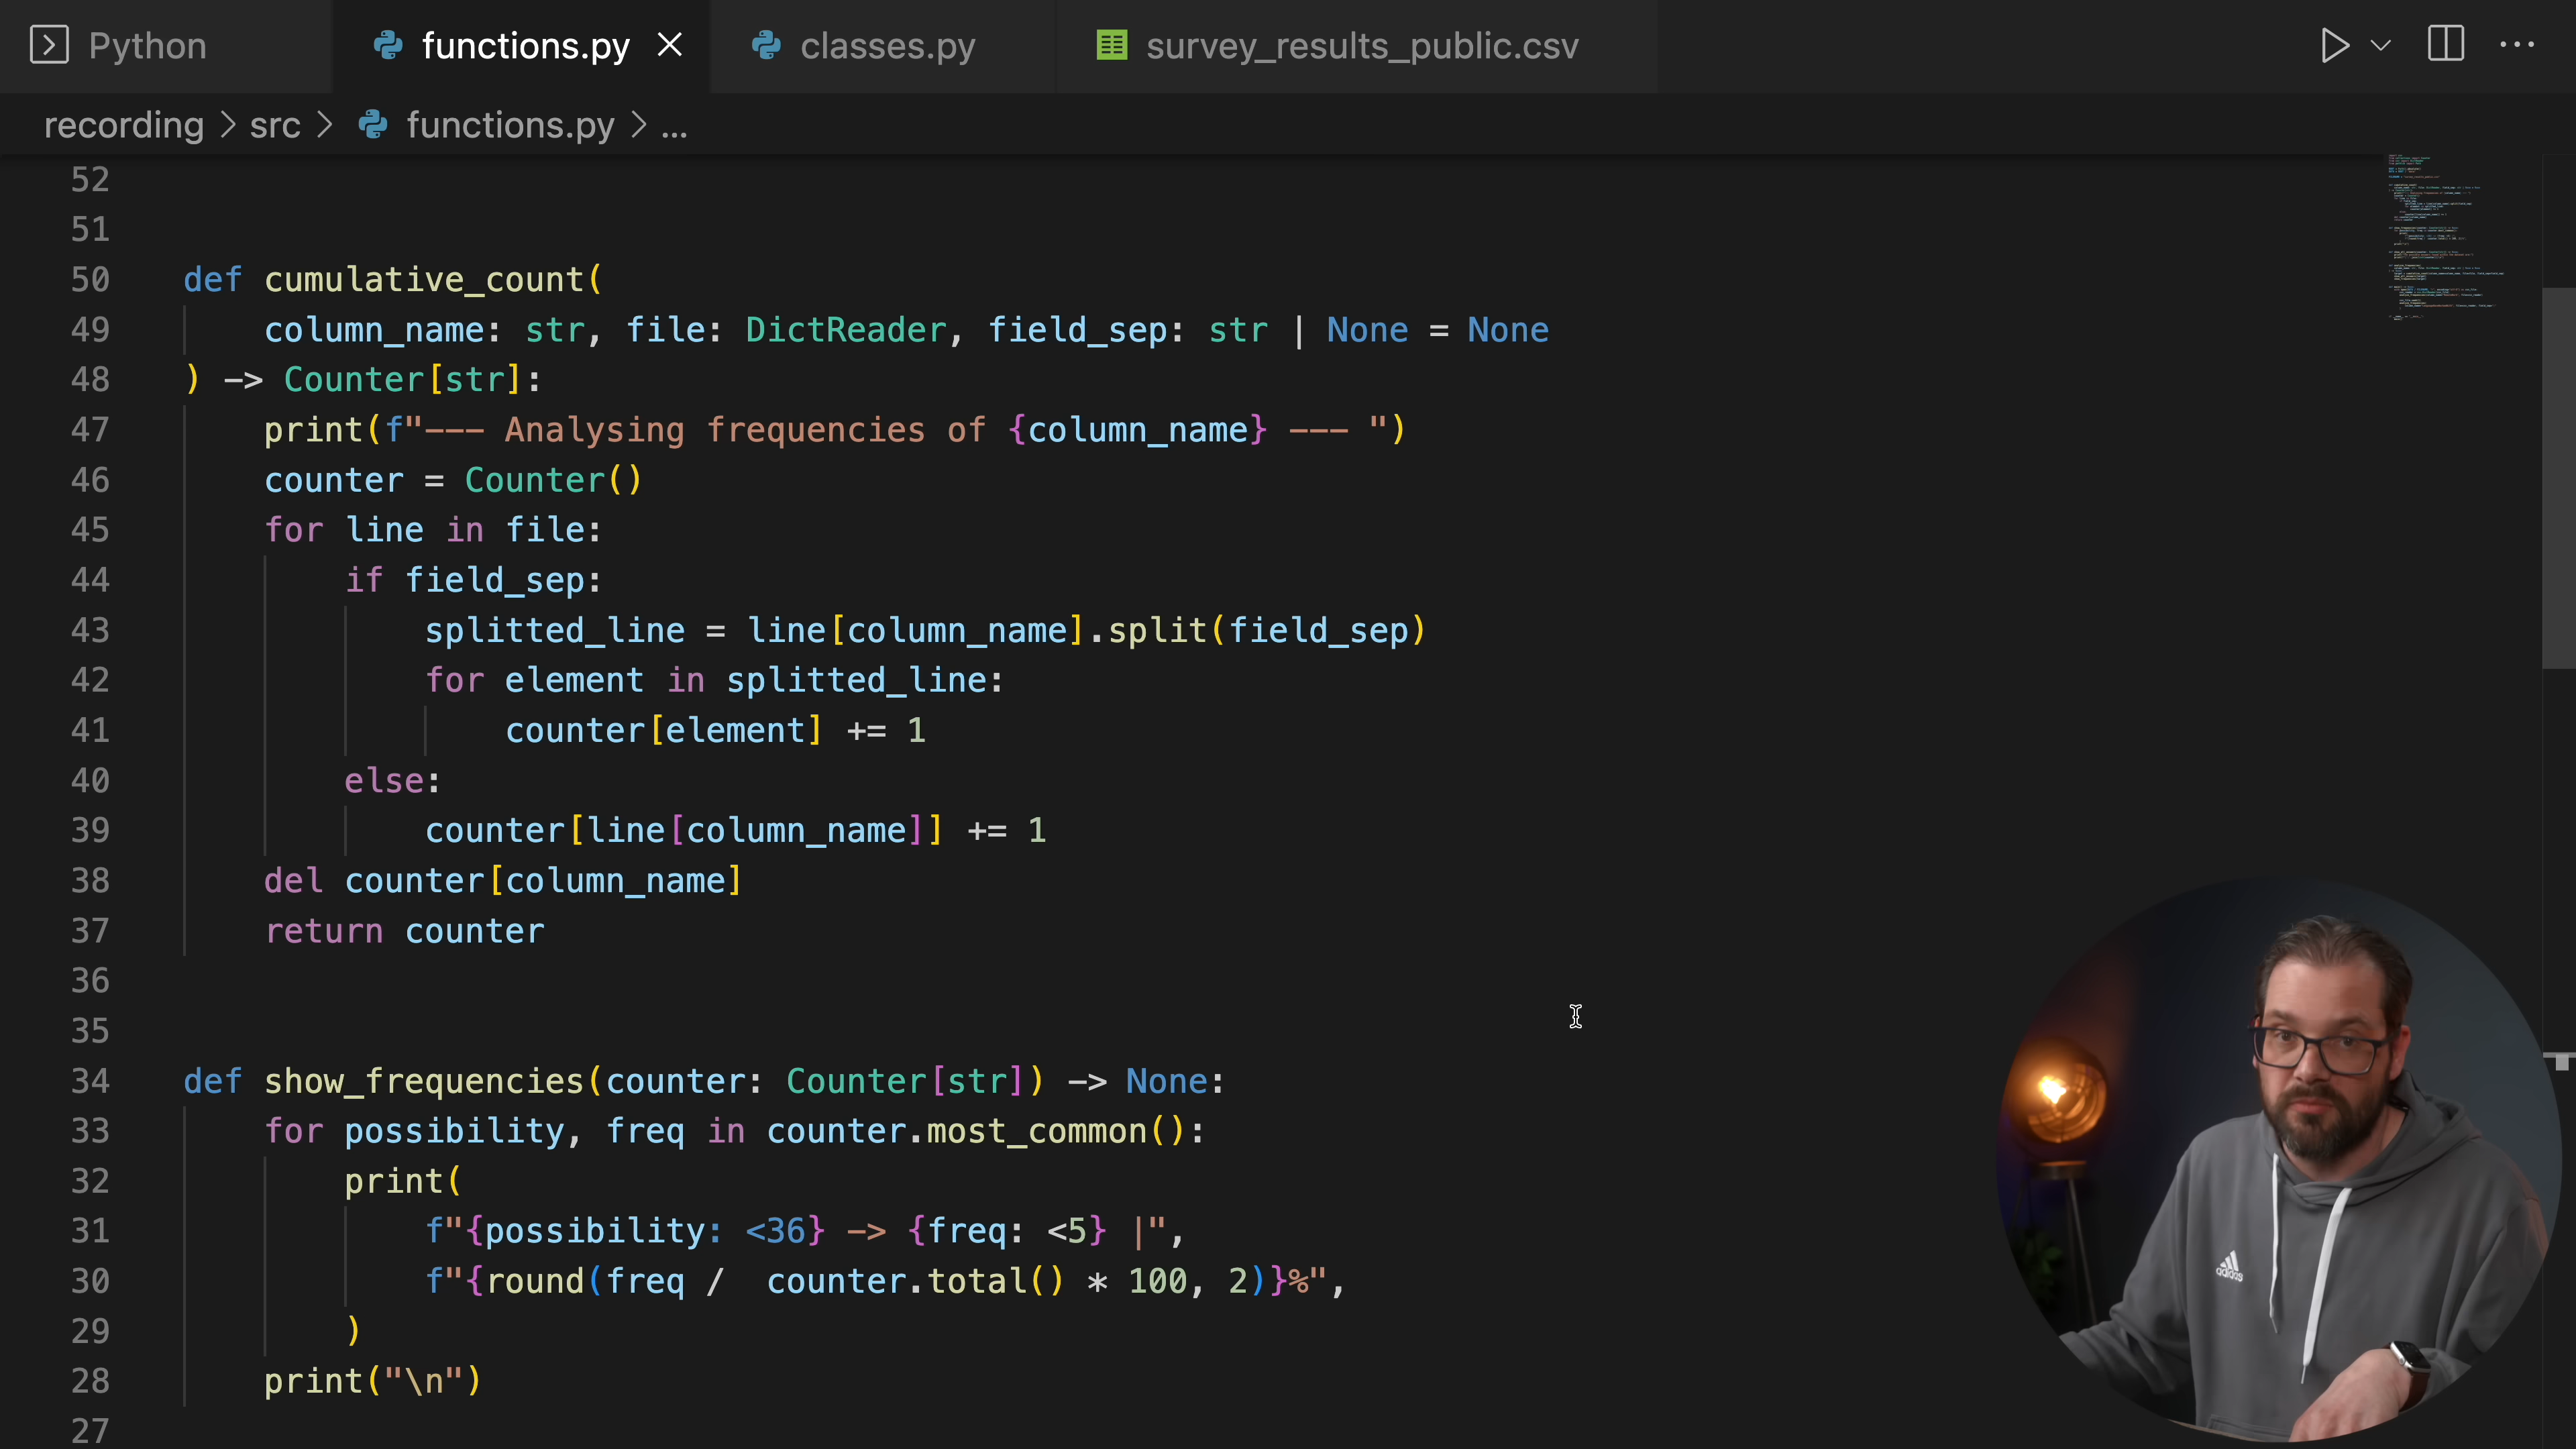 Python
functions.py
classes.py
survey_results_public.csv
recording > src > functions.py > ...
52
51
50 def cumulative_count(
49     column_name: str, file: DictReader, field_sep: str | None = None
48 ) -> Counter[str]:
47     print(f"--- Analysing frequencies of {column_name} --- ")
46     counter = Counter()
45     for line in file:
44         if field_sep:
43             splitted_line = line[column_name].split(field_sep)
42             for element in splitted_line:
41                 counter[element] += 1
40         else:
39             counter[line[column_name]] += 1
38     del counter[column_name]
37     return counter
36
35
34 def show_frequencies(counter: Counter[str]) -> None:
33     for possibility, freq in counter.most_common():
32         print(
31             f"{possibility: <36} -> {freq: <5} |",
30             f"{round(freq /  counter.total() * 100, 2)}%",
29         )
28     print("\n")
27
adidas